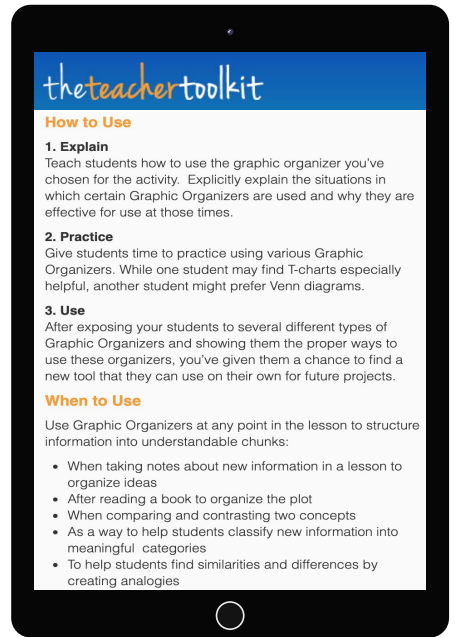 theteachertoolkit
How to Use
1. Explain
Teach students how to use the graphic organizer you've
chosen for the activity.  Explicitly explain the situations in
which certain Graphic Organizers are used and why they are
effective for use at those times.
2. Practice
Give students time to practice using various Graphic
Organizers. While one student may find T-charts especially
helpful, another student might prefer Venn diagrams.
3. Use
After exposing your students to several different types of
Graphic Organizers and showing them the proper ways to
use these organizers, you've given them a chance to find a
new tool that they can use on their own for future projects.
When to Use
Use Graphic Organizers at any point in the lesson to structure
information into understandable chunks:
• When taking notes about new information in a lesson to
organize ideas
• After reading a book to organize the plot
• When comparing and contrasting two concepts
• As a way to help students classify new information into
meaningful  categories
• To help students find similarities and differences by
creating analogies